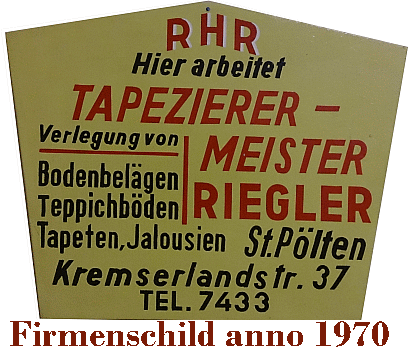 RHR
Hier arbeitet
TAPEZIERER –
Verlegung von
MEISTER
RIEGLER
Bodenbelägen
Teppichböden
Tapeten, Jalousien St. Pölten
Kremserlandstr. 37
TEL. 7433
Firmenschild anno 1970